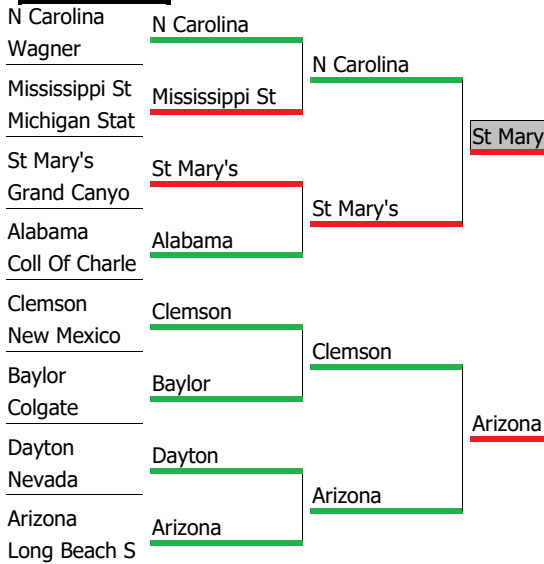 N Carolina
Wagner
Mississippi St
Michigan Stat
St Mary's
Grand Canyo
Alabama
Coll Of Charle
Clemson
New Mexico
Baylor
Colgate
Dayton
Nevada
Arizona
Long Beach S
N Carolina
Mississippi St
St Mary's
Alabama
Clemson
Baylor
Dayton
Arizona
N Carolina
St Mary's
Clemson
Arizona
St Mary
Arizona